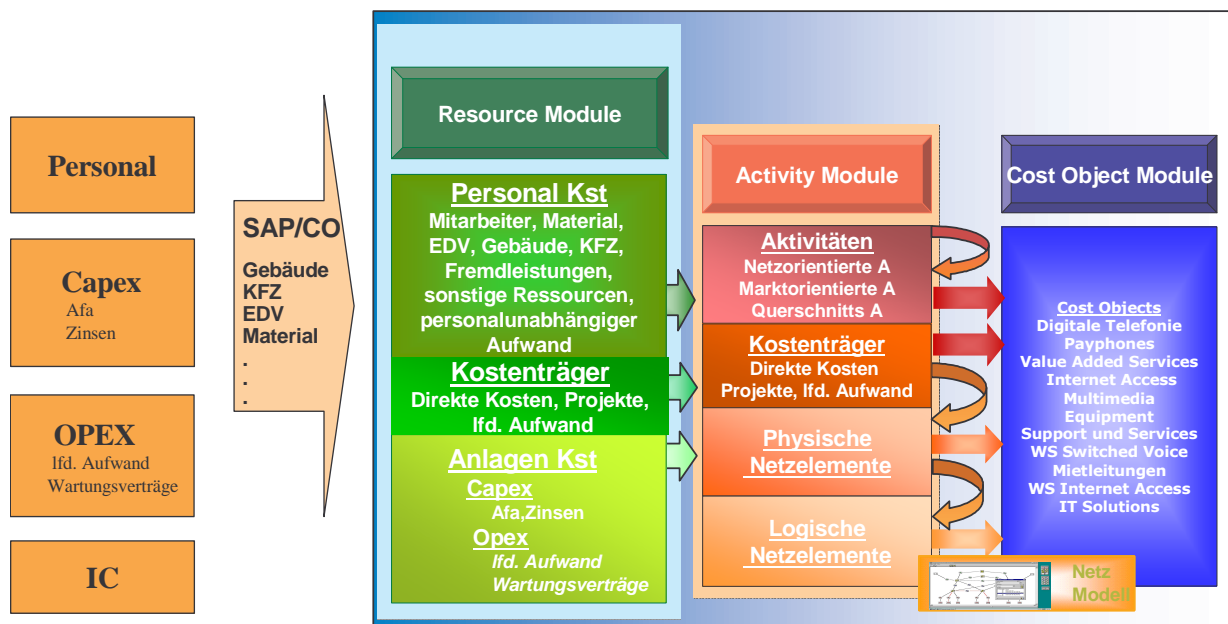 Personal
Capex
Afa
Zinsen
OPEX
lfd. Aufwand
Wartungsverträge
IC
SAP/CO
Gebäude
KFZ
EDV
Material
.
.
.
Resource Module
Personal Kst
Mitarbeiter, Material,
EDV, Gebäude, KFZ,
Fremdleistungen,
sonstige Ressourcen,
personalunabhängiger
Aufwand
Kostenträger
Direkte Kosten, Projekte,
lfd. Aufwand
Anlagen Kst
Capex
Afa,Zinsen
Opex
lfd. Aufwand
Wartungsverträge
Activity Module
Aktivitäten
Netzorientierte A
Marktorientierte A
Querschnitts A
Kostenträger
Direkte Kosten
Projekte, lfd. Aufwand
Physische
Netzelemente
Logische
Netzelemente
Cost Object Module
Cost Objects
Digitale Telefonie
Payphones
Value Added Services
Internet Access
Multimedia
Equipment
Support und Services
WS Switched Voice
Mietleitungen
WS Internet Access
IT Solutions
Netz
Modell